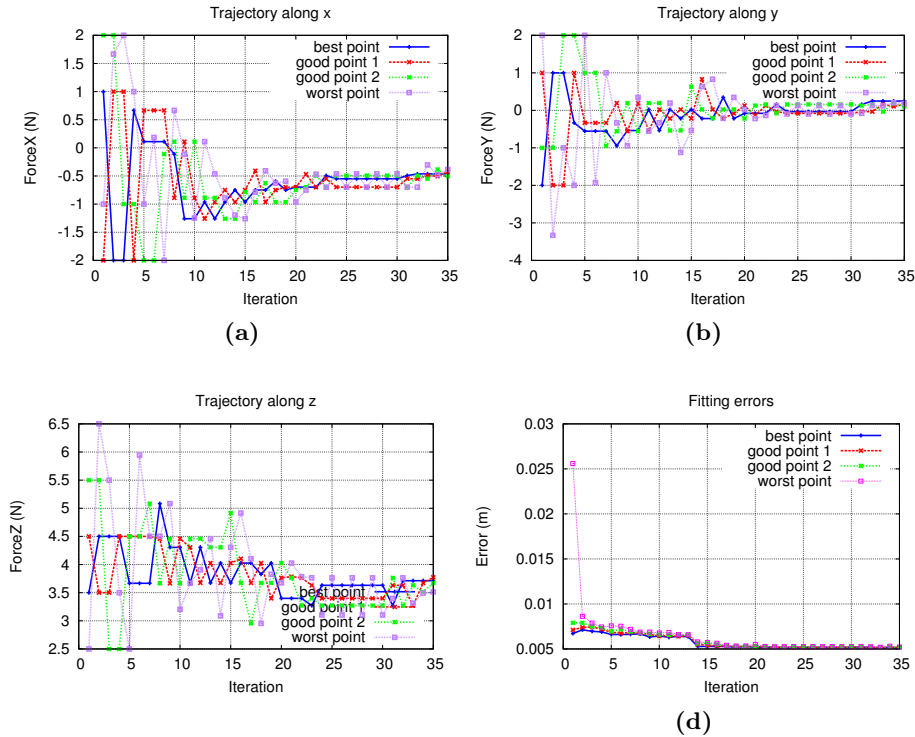 Trajectory along x
2
1.5
1
0.5
0
-0.5
-1
-1.5
-2
0 5 10 15 20 25 30 35
ForceX (N)
Iteration
best point
good point 1
good point 2
worst point
(a)
Trajectory along y
2
1
0
-1
-2
-3
-4
0 5 10 15 20 25 30 35
ForceY (N)
Iteration
best point
good point 1
good point 2
worst point
(b)
Trajectory along z
6.5
6
5.5
5
4.5
4
3.5
3
2.5
0 5 10 15 20 25 30 35
ForceZ (N)
Iteration
best point
good point 1
good point 2
worst point
Fitting errors
0.03
0.025
0.02
0.015
0.01
0.005
0 5 10 15 20 25 30 35
Error (m)
Iteration
best point
good point 1
good point 2
worst point
(d)